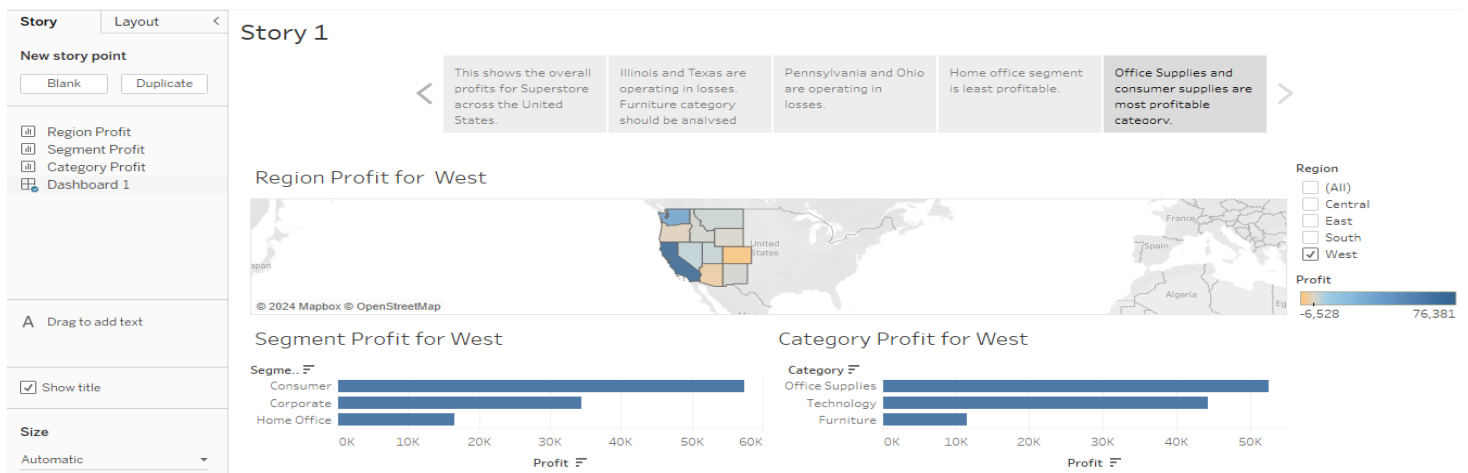 Story
Layout
<
New story point
Blank
Duplicate
Region Profit
Segment Profit
Category Profit
Dashboard 1
A Drag to add text
Show title
Size
Automatic
Story 1
This shows the overall
profits for Superstore
across the United
States.
Illinois and Texas are
operating in losses.
Furniture category
should be analysed
Pennsylvania and Ohio
are operating in
losses.
Home office segment
is least profitable.
Office Supplies and
consumer supplies are
most profitable
category.
Region Profit for West
United
States
France
Spain
Algeria
© 2024 Mapbox © OpenStreetMap
Region
(All)
Central
East
South
West
Profit
-6,528 76,381
Segment Profit for West
Segme..
Consumer
Corporate
Home Office
0K 10K 20K 30K 40K 50K 60K
Profit
Category Profit for West
Category
Office Supplies
Technology
Furniture
0K 10K 20K 30K 40K 50K
Profit